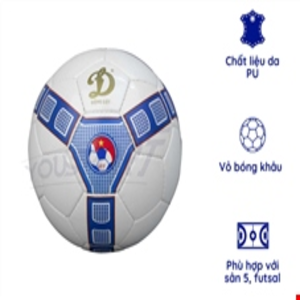 Chất liệu da
PU
Vỏ bóng khâu
Phù hợp với
sân 5, futsal